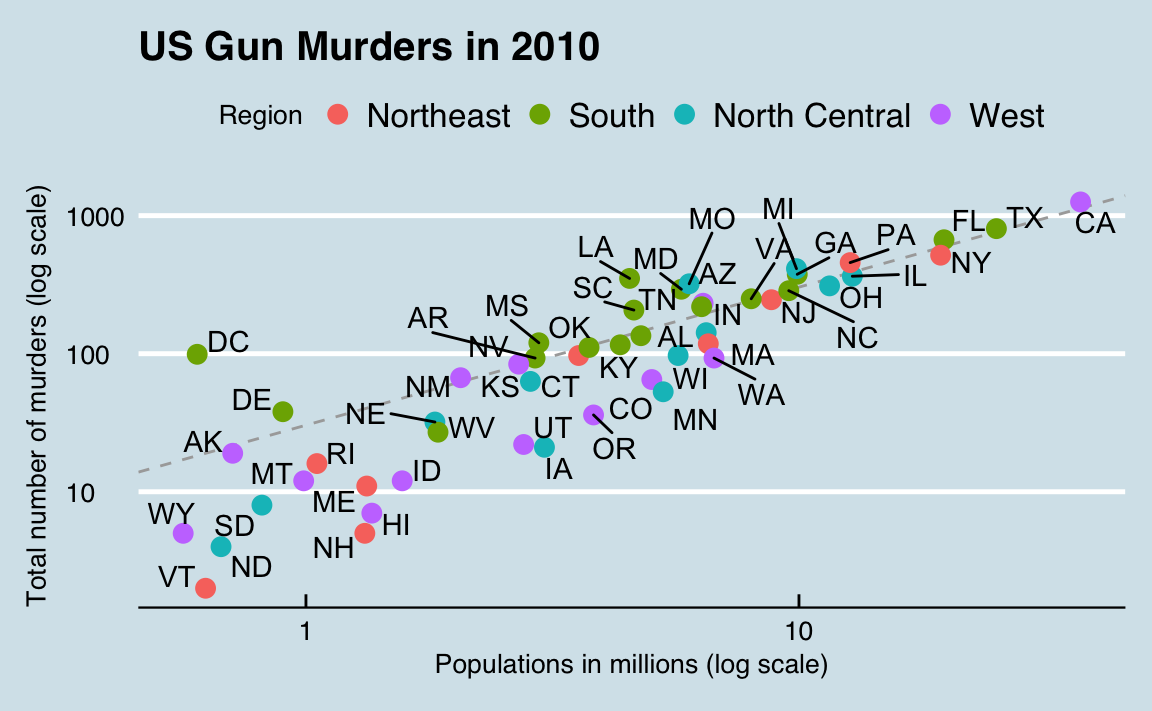 US Gun Murders in 2010
Region Northeast South North Central West
Total number of murders (log scale)
1000
100
10
MO
MI
FL
TX
CA
LA
MD
VA
GA
PA
AZ
NY
IL
SC
TN
OH
MS
IN
NJ
NC
AR
OK
AL
DC
NV
MA
KY
WI
WA
NM
KS
CT
DE
NE
WV
UT
CO
MN
OR
AK
RI
IA
MT
ID
ME
WY
SD
HI
NH
ND
VT
1
10
Populations in millions (log scale)